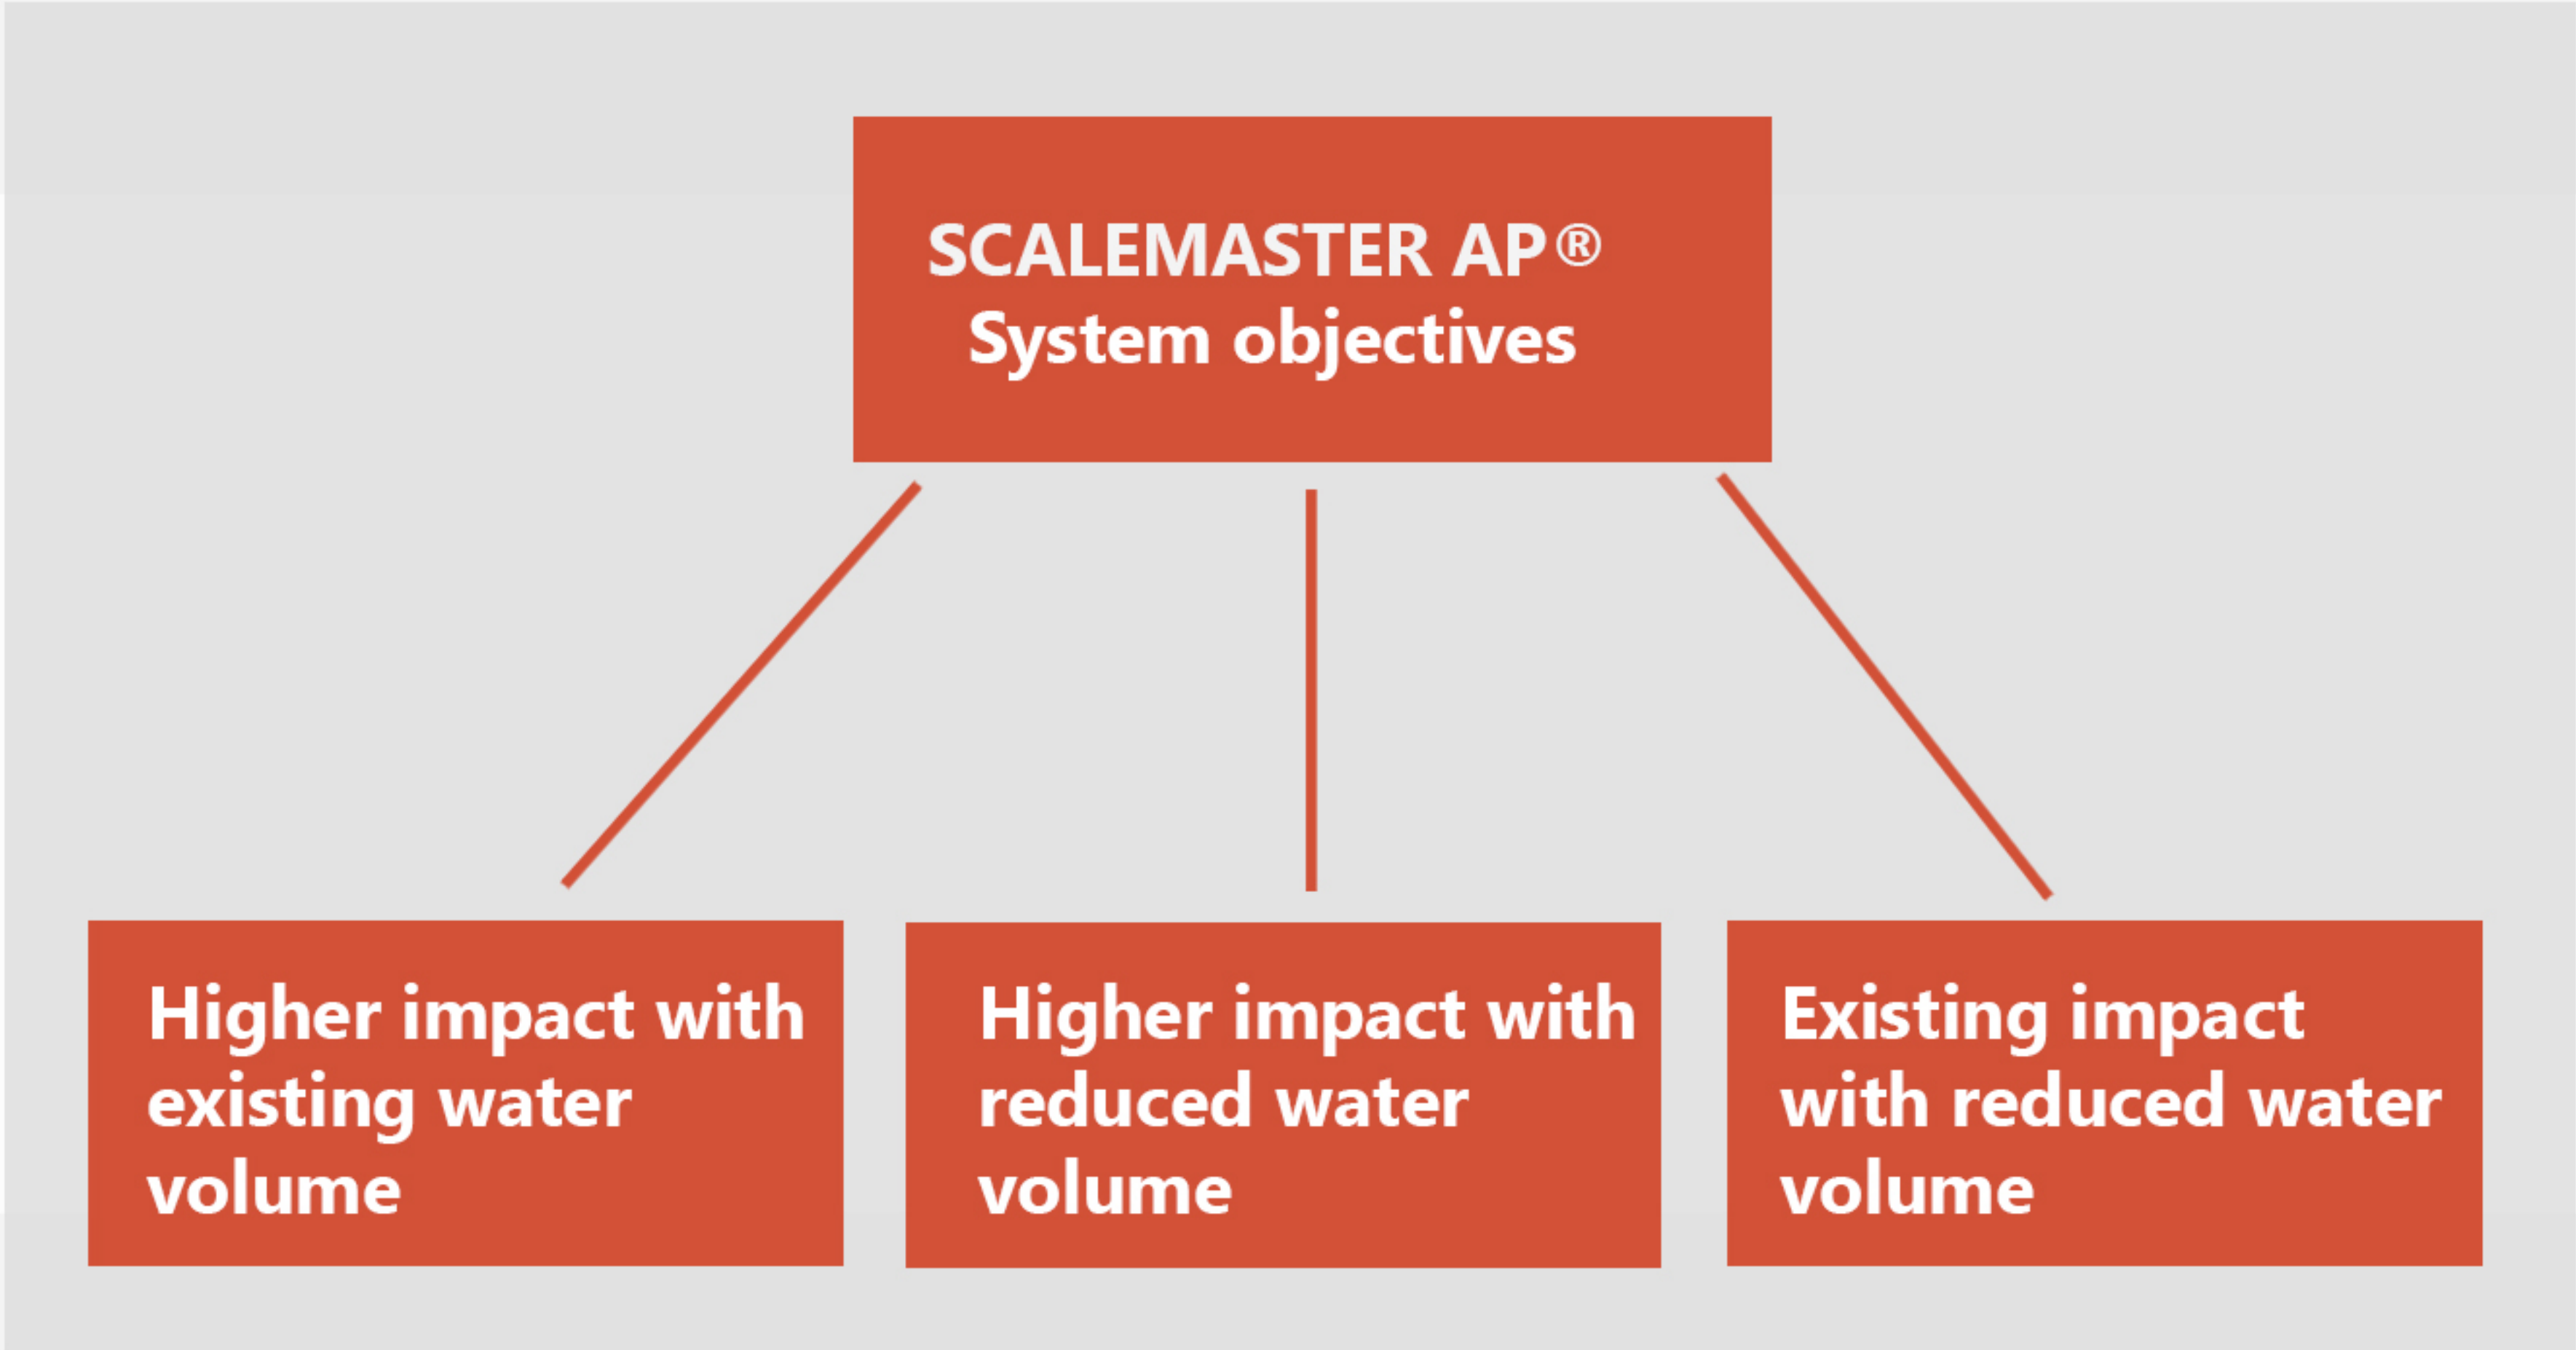 SCALEMASTER AP®
System objectives
Higher impact with
existing water
volume
Higher impact with
reduced water
volume
Existing impact
with reduced water
volume